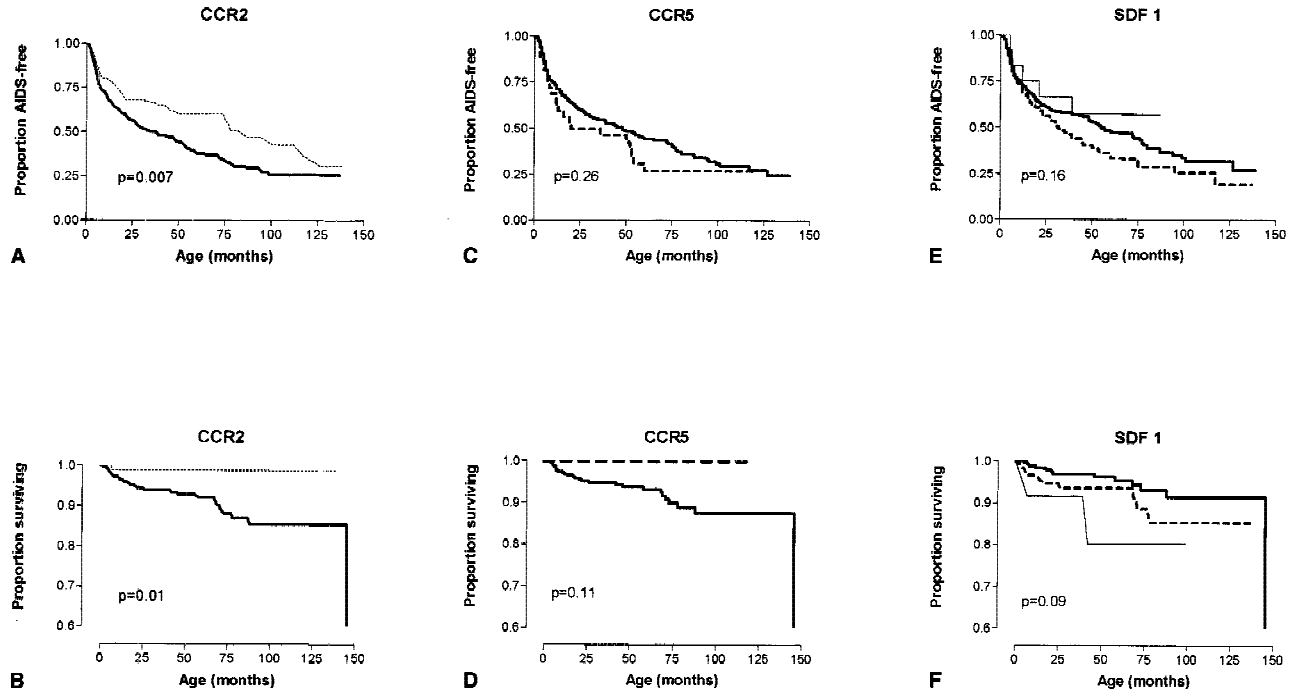 CCR2
Proportion AIDS-free
1.00
0.75
0.50
0.25
0.00
p=0.007
0 25 50 75 100 125 150
Age (months)
A
CCR5
Proportion AIDS-free
1.00
0.75
0.50
0.25
0.00
p=0.26
0 25 50 75 100 125 150
Age (months)
C
SDF 1
Proportion AIDS-free
1.00
0.75
0.50
0.25
0.00
p=0.16
0 25 50 75 100 125 150
Age (months)
E
CCR2
Proportion surviving
1.0
0.9
0.8
0.7
0.6
p=0.01
0 25 50 75 100 125 150
Age (months)
B
CCR5
Proportion surviving
1.0
0.9
0.8
0.7
0.6
p=0.11
0 25 50 75 100 125 150
Age (months)
D
SDF 1
Proportion surviving
1.0
0.9
0.8
0.7
0.6
p=0.09
0 25 50 75 100 125 150
Age (months)
F